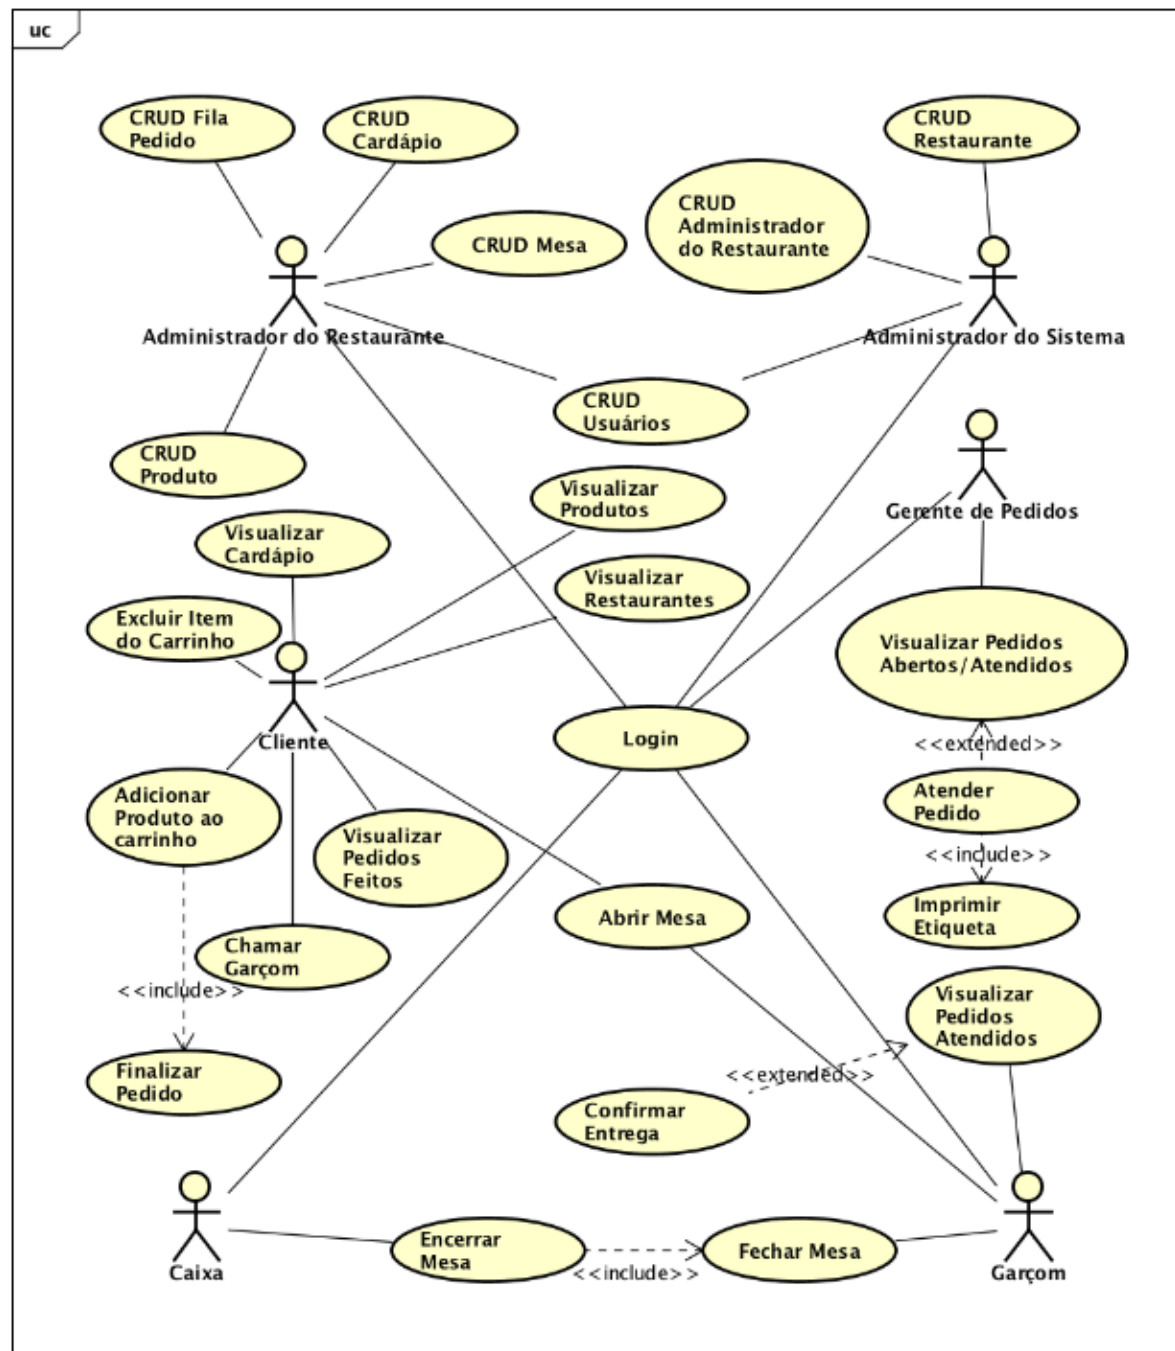 uc
CRUD Fila
Pedido
CRUD
Cardápio
CRUD
Restaurante
CRUD
Administrador
do Restaurante
CRUD Mesa
Administrador do Restaurante
Administrador do Sistema
CRUD
Usuários
CRUD
Produto
Visualizar
Produtos
Gerente de Pedidos
Visualizar
Cardápio
Visualizar
Restaurantes
Excluir Item
do Carrinho
Visualizar Pedidos
Abertos/Atendidos
Cliente
Login
<<extended>>
Adicionar
Produto ao
carrinho
Atender
Pedido
Visualizar
Pedidos
Feitos
<<include>>
Abrir Mesa
Imprimir
Etiqueta
Chamar
Garçom
<<include>>
Visualizar
Pedidos
Atendidos
Finalizar
Pedido
<<extended>>
Confirmar
Entrega
Encerrar
Mesa
<<include>>
Fechar Mesa
Caixa
Garçom